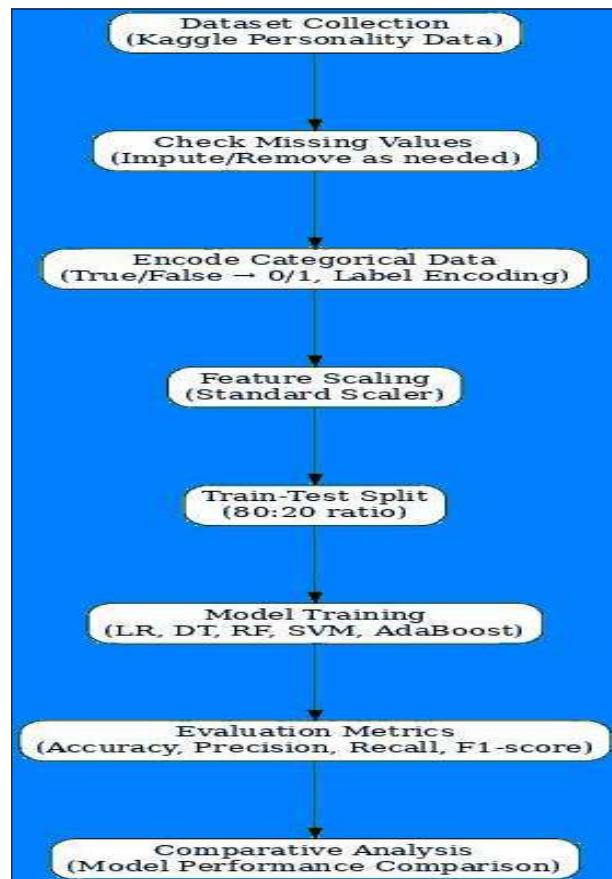 Dataset Collection
(Kaggle Personality Data)
Check Missing Values
(Impute/Remove as needed)
Encode Categorical Data
(True/False → 0/1, Label Encoding)
Feature Scaling
(Standard Scaler)
Train-Test Split
(80:20 ratio)
Model Training
(LR, DT, RF, SVM, AdaBoost)
Evaluation Metrics
(Accuracy, Precision, Recall, F1-score)
Comparative Analysis
(Model Performance Comparison)